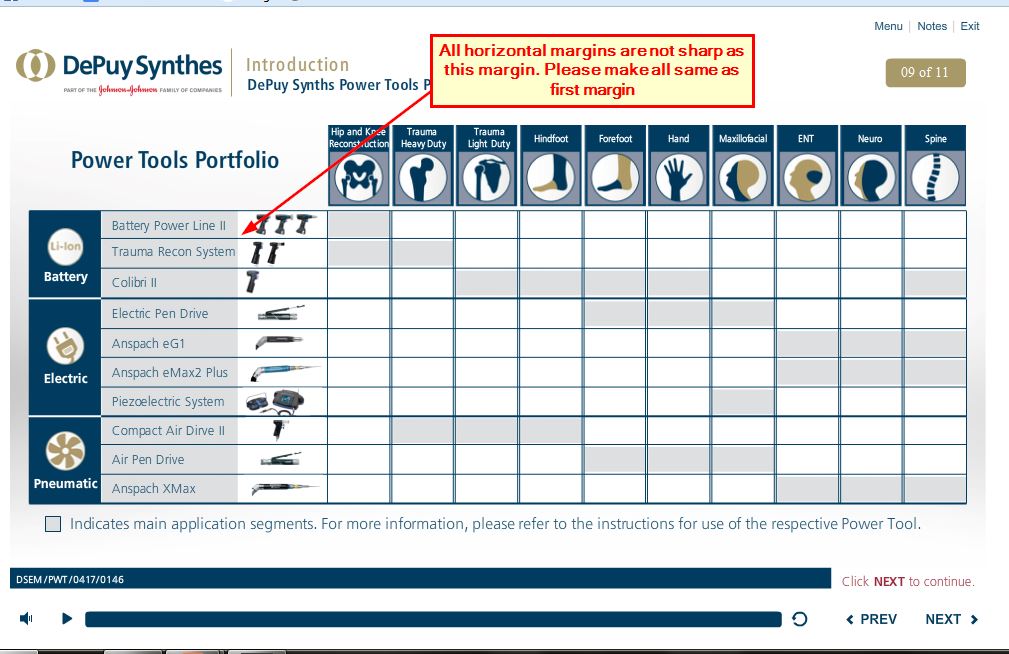 Menu | Notes | Exit
DePuy Synthes
PART OF THE Johnson-Johnson FAMILY OF COMPANIES
Introduction
DePuy Synths Power Tools P
All horizontal margins are not sharp as
this margin. Please make all same as
first margin
09 of 11
Power Tools Portfolio
Hip and Knee
Reconstruction
Trauma
Heavy Duty
Trauma
Light Duty
Hindfoot
Forefoot
Hand
Maxillofacial
ENT
Neuro
Spine
Li-Ion
Battery
Battery Power Line II
Trauma Recon System
Colibri II
Electric
Electric Pen Drive
Anspach eG1
Anspach eMax2 Plus
Piezoelectric System
Pneumatic
Compact Air Dirve II
Air Pen Drive
Anspach XMax
Indicates main application segments. For more information, please refer to the instructions for use of the respective Power Tool.
DSEM/PWT/0417/0146
Click NEXT to continue.
PREV
NEXT